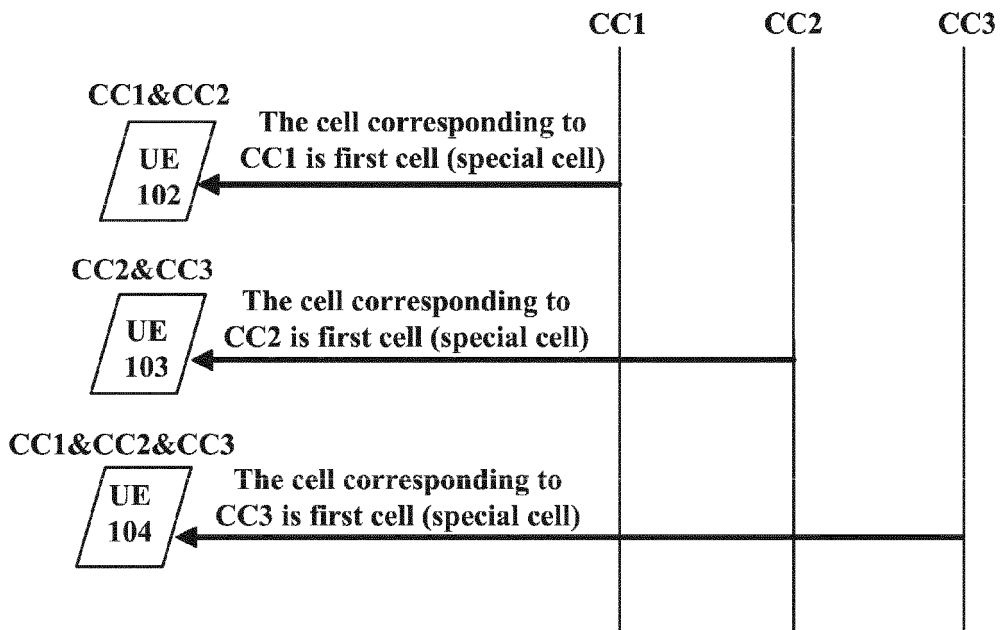 CC1 CC2 CC3
CC1&CC2
UE
102
The cell corresponding to
CC1 is first cell (special cell)
CC2&CC3
UE
103
The cell corresponding to
CC2 is first cell (special cell)
CC1&CC2&CC3
UE
104
The cell corresponding to
CC3 is first cell (special cell)